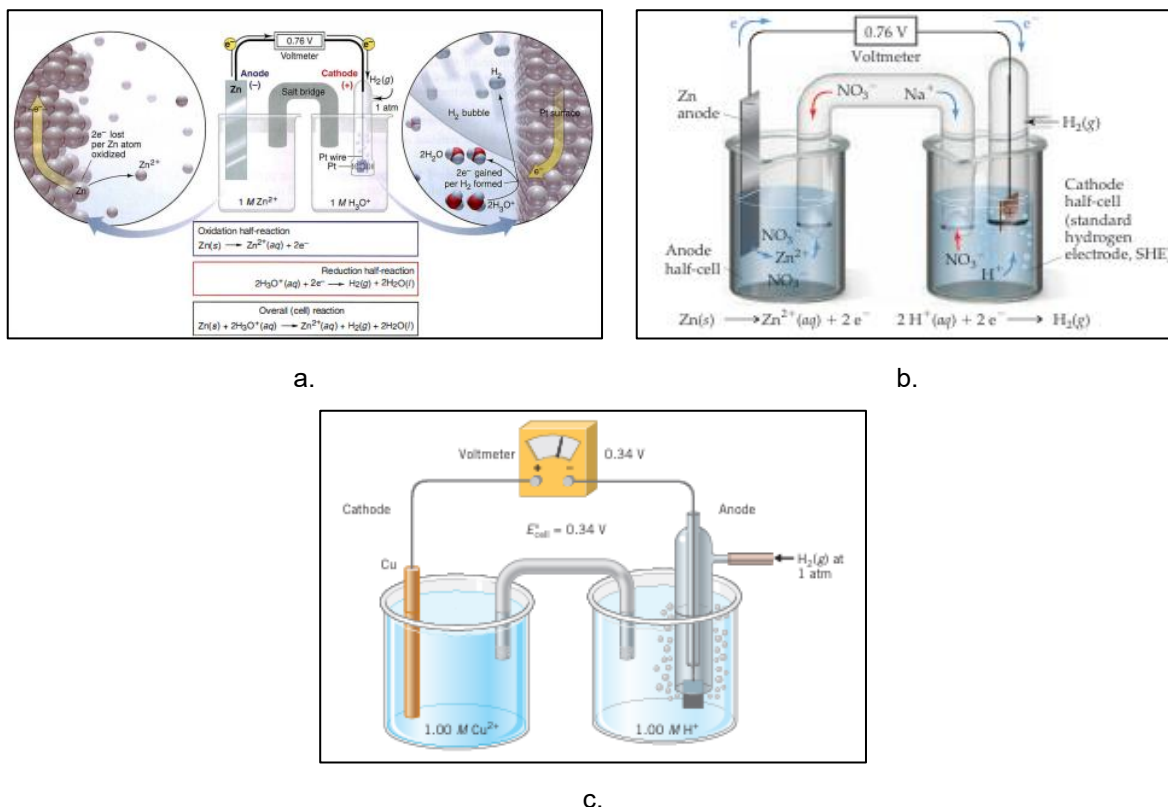 0.76 V
Voltmeter
e⁻
e⁻
Anode
(–)
Cathode
(+)
H₂(g)
Zn
Salt bridge
1 atm
e⁻
2e⁻ lost
per Zn atom
oxidized
Zn²⁺
Zn
Pt wire
Pt
1 M Zn²⁺
1 M H₃O⁺
H₂
Pt surface
H₂ bubble
2H₂O
2e⁻ gained
per H₂ formed
e⁻
2H₃O⁺
Oxidation half-reaction
Zn(s) ⟶ Zn²⁺(aq) + 2e⁻
Reduction half-reaction
2H₃O⁺(aq) + 2e⁻ ⟶ H₂(g) + 2H₂O(l)
Overall (cell) reaction
Zn(s) + 2H₃O⁺(aq) ⟶ Zn²⁺(aq) + H₂(g) + 2H₂O(l)
a.
e⁻
0.76 V
e⁻
Voltmeter
Zn
anode
NO₃⁻
Na⁺
H₂(g)
Cathode
half-cell
(standard
hydrogen
electrode, SHE
NO₃
Zn²⁺
NO₃
Anode
half-cell
NO₃⁻
H⁺
Zn(s) ⟶ Zn²⁺(aq) + 2 e⁻ 2 H⁺(aq) + 2 e⁻ ⟶ H₂(g)
b.
Voltmeter
+ –
0.34 V
Cathode
Anode
E°cell = 0.34 V
Cu
H₂(g) at
1 atm
1.00 M Cu²⁺
1.00 M H⁺
c.